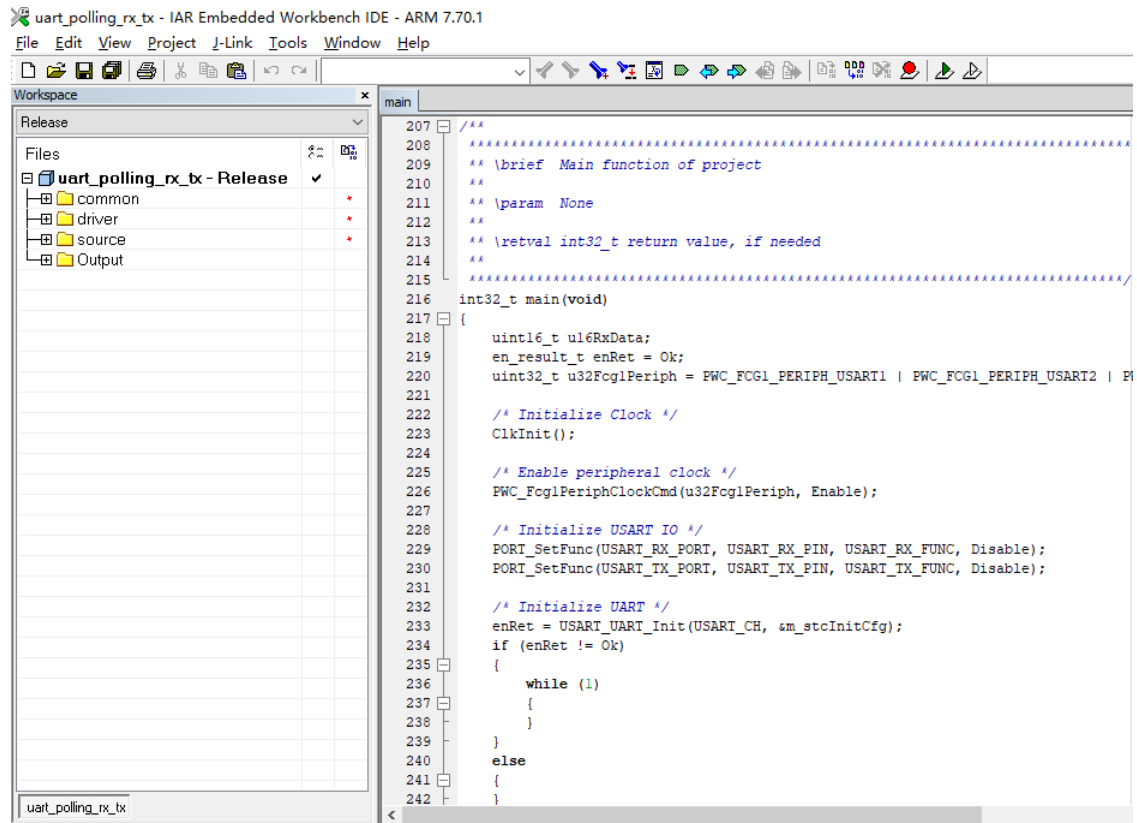 uart_polling_rx_tx - IAR Embedded Workbench IDE - ARM 7.70.1
File Edit View Project J-Link Tools Window Help
Workspace
Release
Files
uart_polling_rx_tx - Release
common
driver
source
Output
uart_polling_rx_tx
main
207 /**
208 *******************************************************************************
209 ** \brief  Main function of project
210 **
211 ** \param  None
212 **
213 ** \retval int32_t return value, if needed
214 **
215 ******************************************************************************/
216 int32_t main(void)
217 {
218     uint16_t u16RxData;
219     en_result_t enRet = Ok;
220     uint32_t u32Fcg1Periph = PWC_FCG1_PERIPH_USART1 | PWC_FCG1_PERIPH_USART2 |
221
222     /* Initialize Clock */
223     ClkInit();
224
225     /* Enable peripheral clock */
226     PWC_Fcg1PeriphClockCmd(u32Fcg1Periph, Enable);
227
228     /* Initialize USART IO */
229     PORT_SetFunc(USART_RX_PORT, USART_RX_PIN, USART_RX_FUNC, Disable);
230     PORT_SetFunc(USART_TX_PORT, USART_TX_PIN, USART_TX_FUNC, Disable);
231
232     /* Initialize UART */
233     enRet = USART_UART_Init(USART_CH, &m_stcInitCfg);
234     if (enRet != Ok)
235     {
236         while (1)
237         {
238         }
239     }
240     else
241     {
242     }